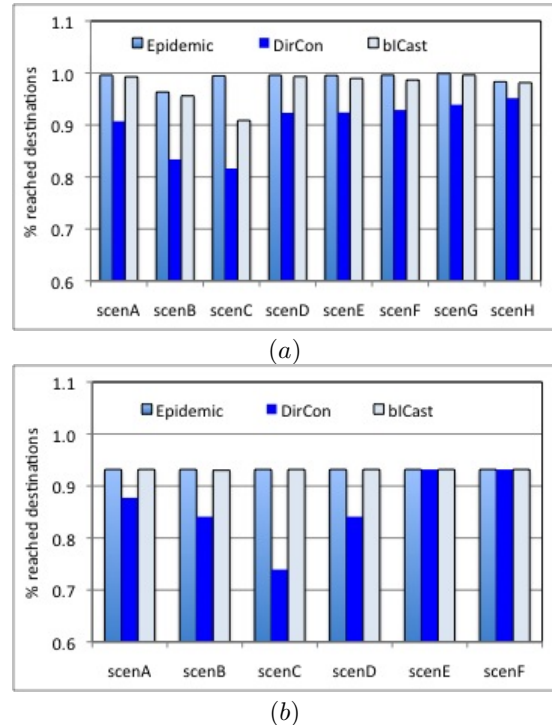 1.1
Epidemic DirCon blCast
1.0
0.9
0.8
0.7
0.6
% reached destinations
scenA scenB scenC scenD scenE scenF scenG scenH
(a)
1.1
Epidemic DirCon blCast
1.0
0.9
0.8
0.7
0.6
% reached destinations
scenA scenB scenC scenD scenE scenF
(b)